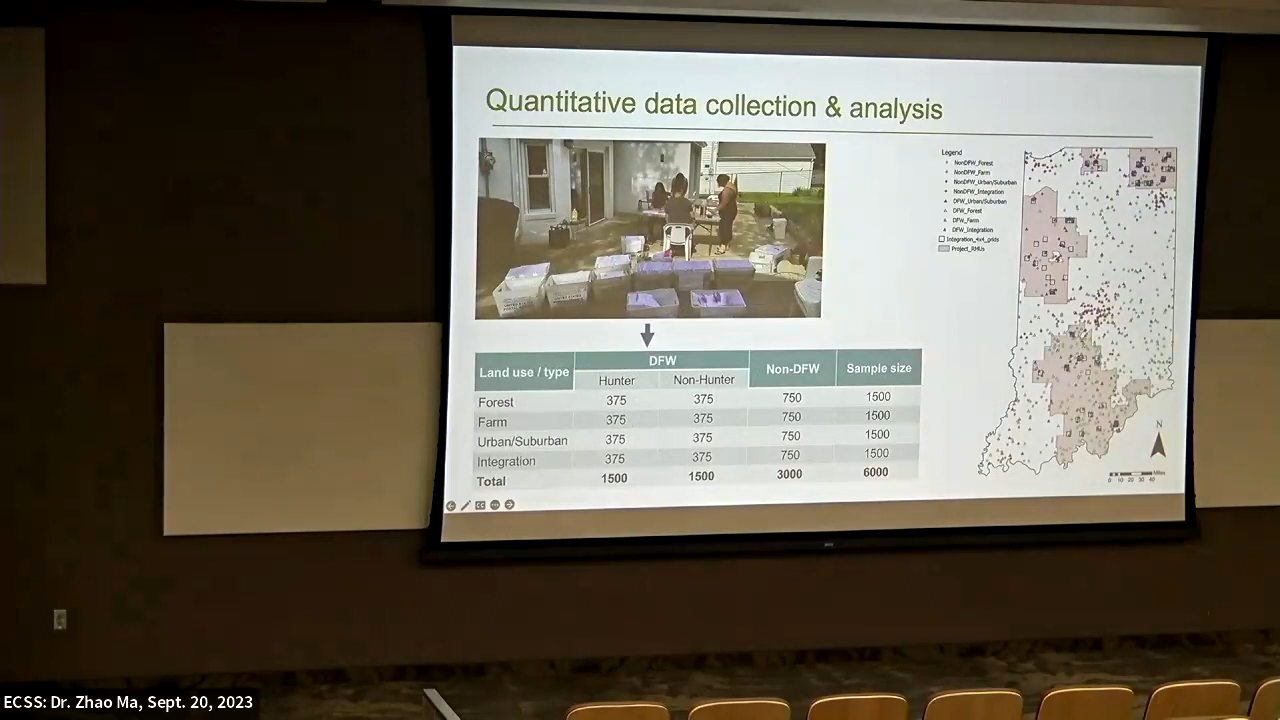 Quantitative data collection & analysis
Legend
NonDFW_Forest
NonDFW_Farm
NonDFW_Urban/Suburban
NonDFW_Integration
DFW_Urban/Suburban
DFW_Forest
DFW_Farm
DFW_Integration
Integration_4x4_grids
Project_RMUs
Land use / type DFW Non-DFW Sample size
Hunter Non-Hunter
Forest 375 375 750 1500
Farm 375 375 750 1500
Urban/Suburban 375 375 750 1500
Integration 375 375 750 1500
Total 1500 1500 3000 6000
N
Miles
0 10 20 30 40
ECSS: Dr. Zhao Ma, Sept. 20, 2023